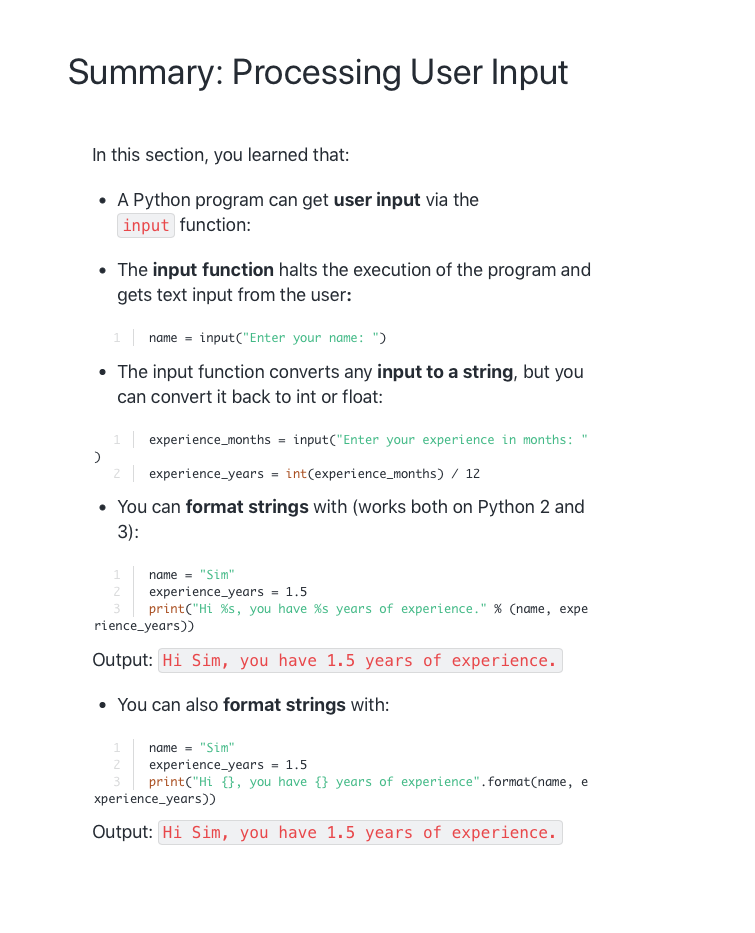 Summary: Processing User Input
In this section, you learned that:
• A Python program can get user input via the
input function:
• The input function halts the execution of the program and
gets text input from the user:
1 name = input("Enter your name: ")
• The input function converts any input to a string, but you
can convert it back to int or float:
1 experience_months = input("Enter your experience in months: "
)
2 experience_years = int(experience_months) / 12
• You can format strings with (works both on Python 2 and
3):
1 name = "Sim"
2 experience_years = 1.5
3 print("Hi %s, you have %s years of experience." % (name, expe
rience_years))
Output: Hi Sim, you have 1.5 years of experience.
• You can also format strings with:
1 name = "Sim"
2 experience_years = 1.5
3 print("Hi {}, you have {} years of experience".format(name, e
xperience_years))
Output: Hi Sim, you have 1.5 years of experience.